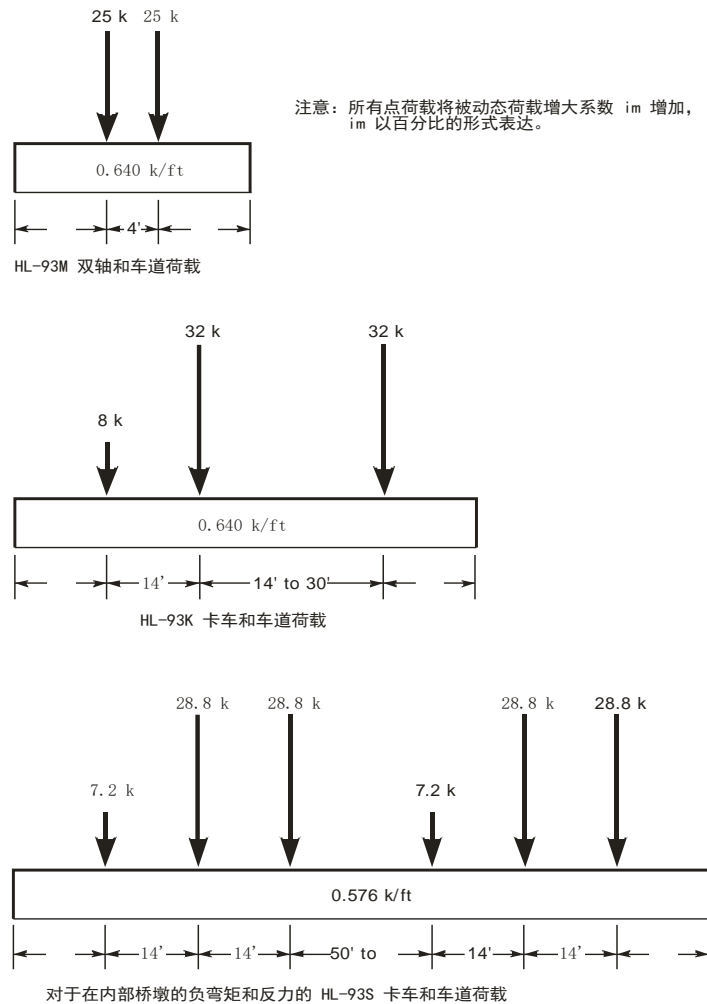 25 k 25 k
注意：所有点荷载将被动态荷载增大系数 im 增加，
im 以百分比的形式表达。
0.640 k/ft
4'
HL-93M 双轴和车道荷载
32 k 32 k
8 k
0.640 k/ft
14' 14' to 30'
HL-93K 卡车和车道荷载
28.8 k 28.8 k 28.8 k 28.8 k
7.2 k 7.2 k
0.576 k/ft
14' 14' 50' to 14' 14'
对于在内部桥墩的负弯矩和反力的 HL-93S 卡车和车道荷载